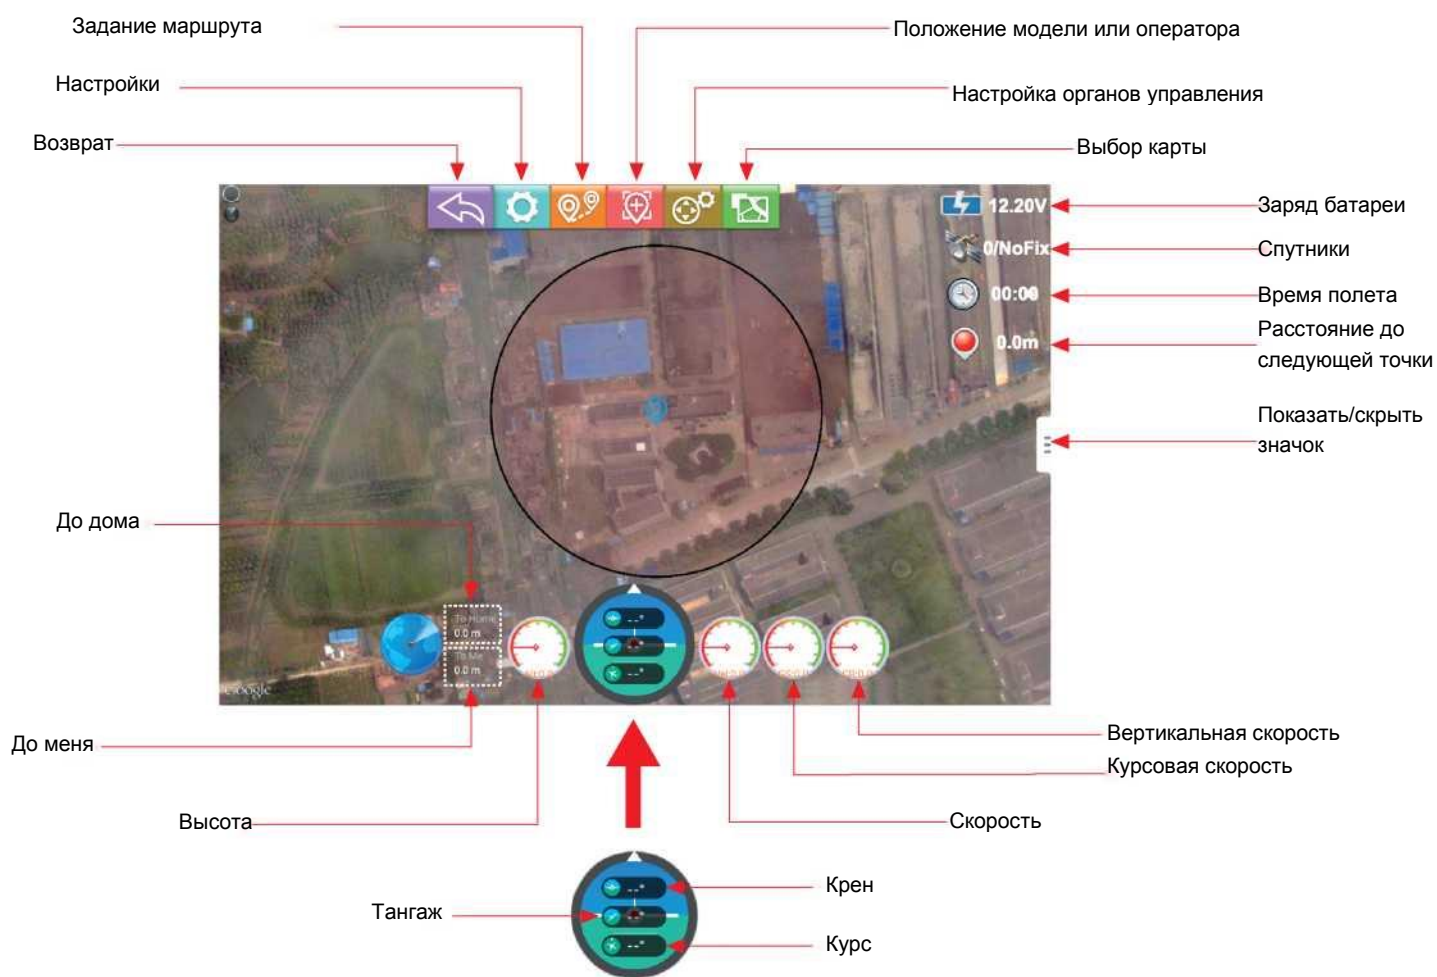 Задание маршрута
Положение модели или оператора
Настройки
Настройка органов управления
Возврат
Выбор карты
12.20V
Заряд батареи
0/NoFix
Спутники
00:00
Время полета
0.0m
Расстояние до
следующей точки
Показать/скрыть
значок
До дома
To Home
0.0 m
To Me
0.0 m
Google
--°
--°
--°
До меня
Вертикальная скорость
Курсовая скорость
Высота
Скорость
--°
Крен
Тангаж
--°
--°
Курс